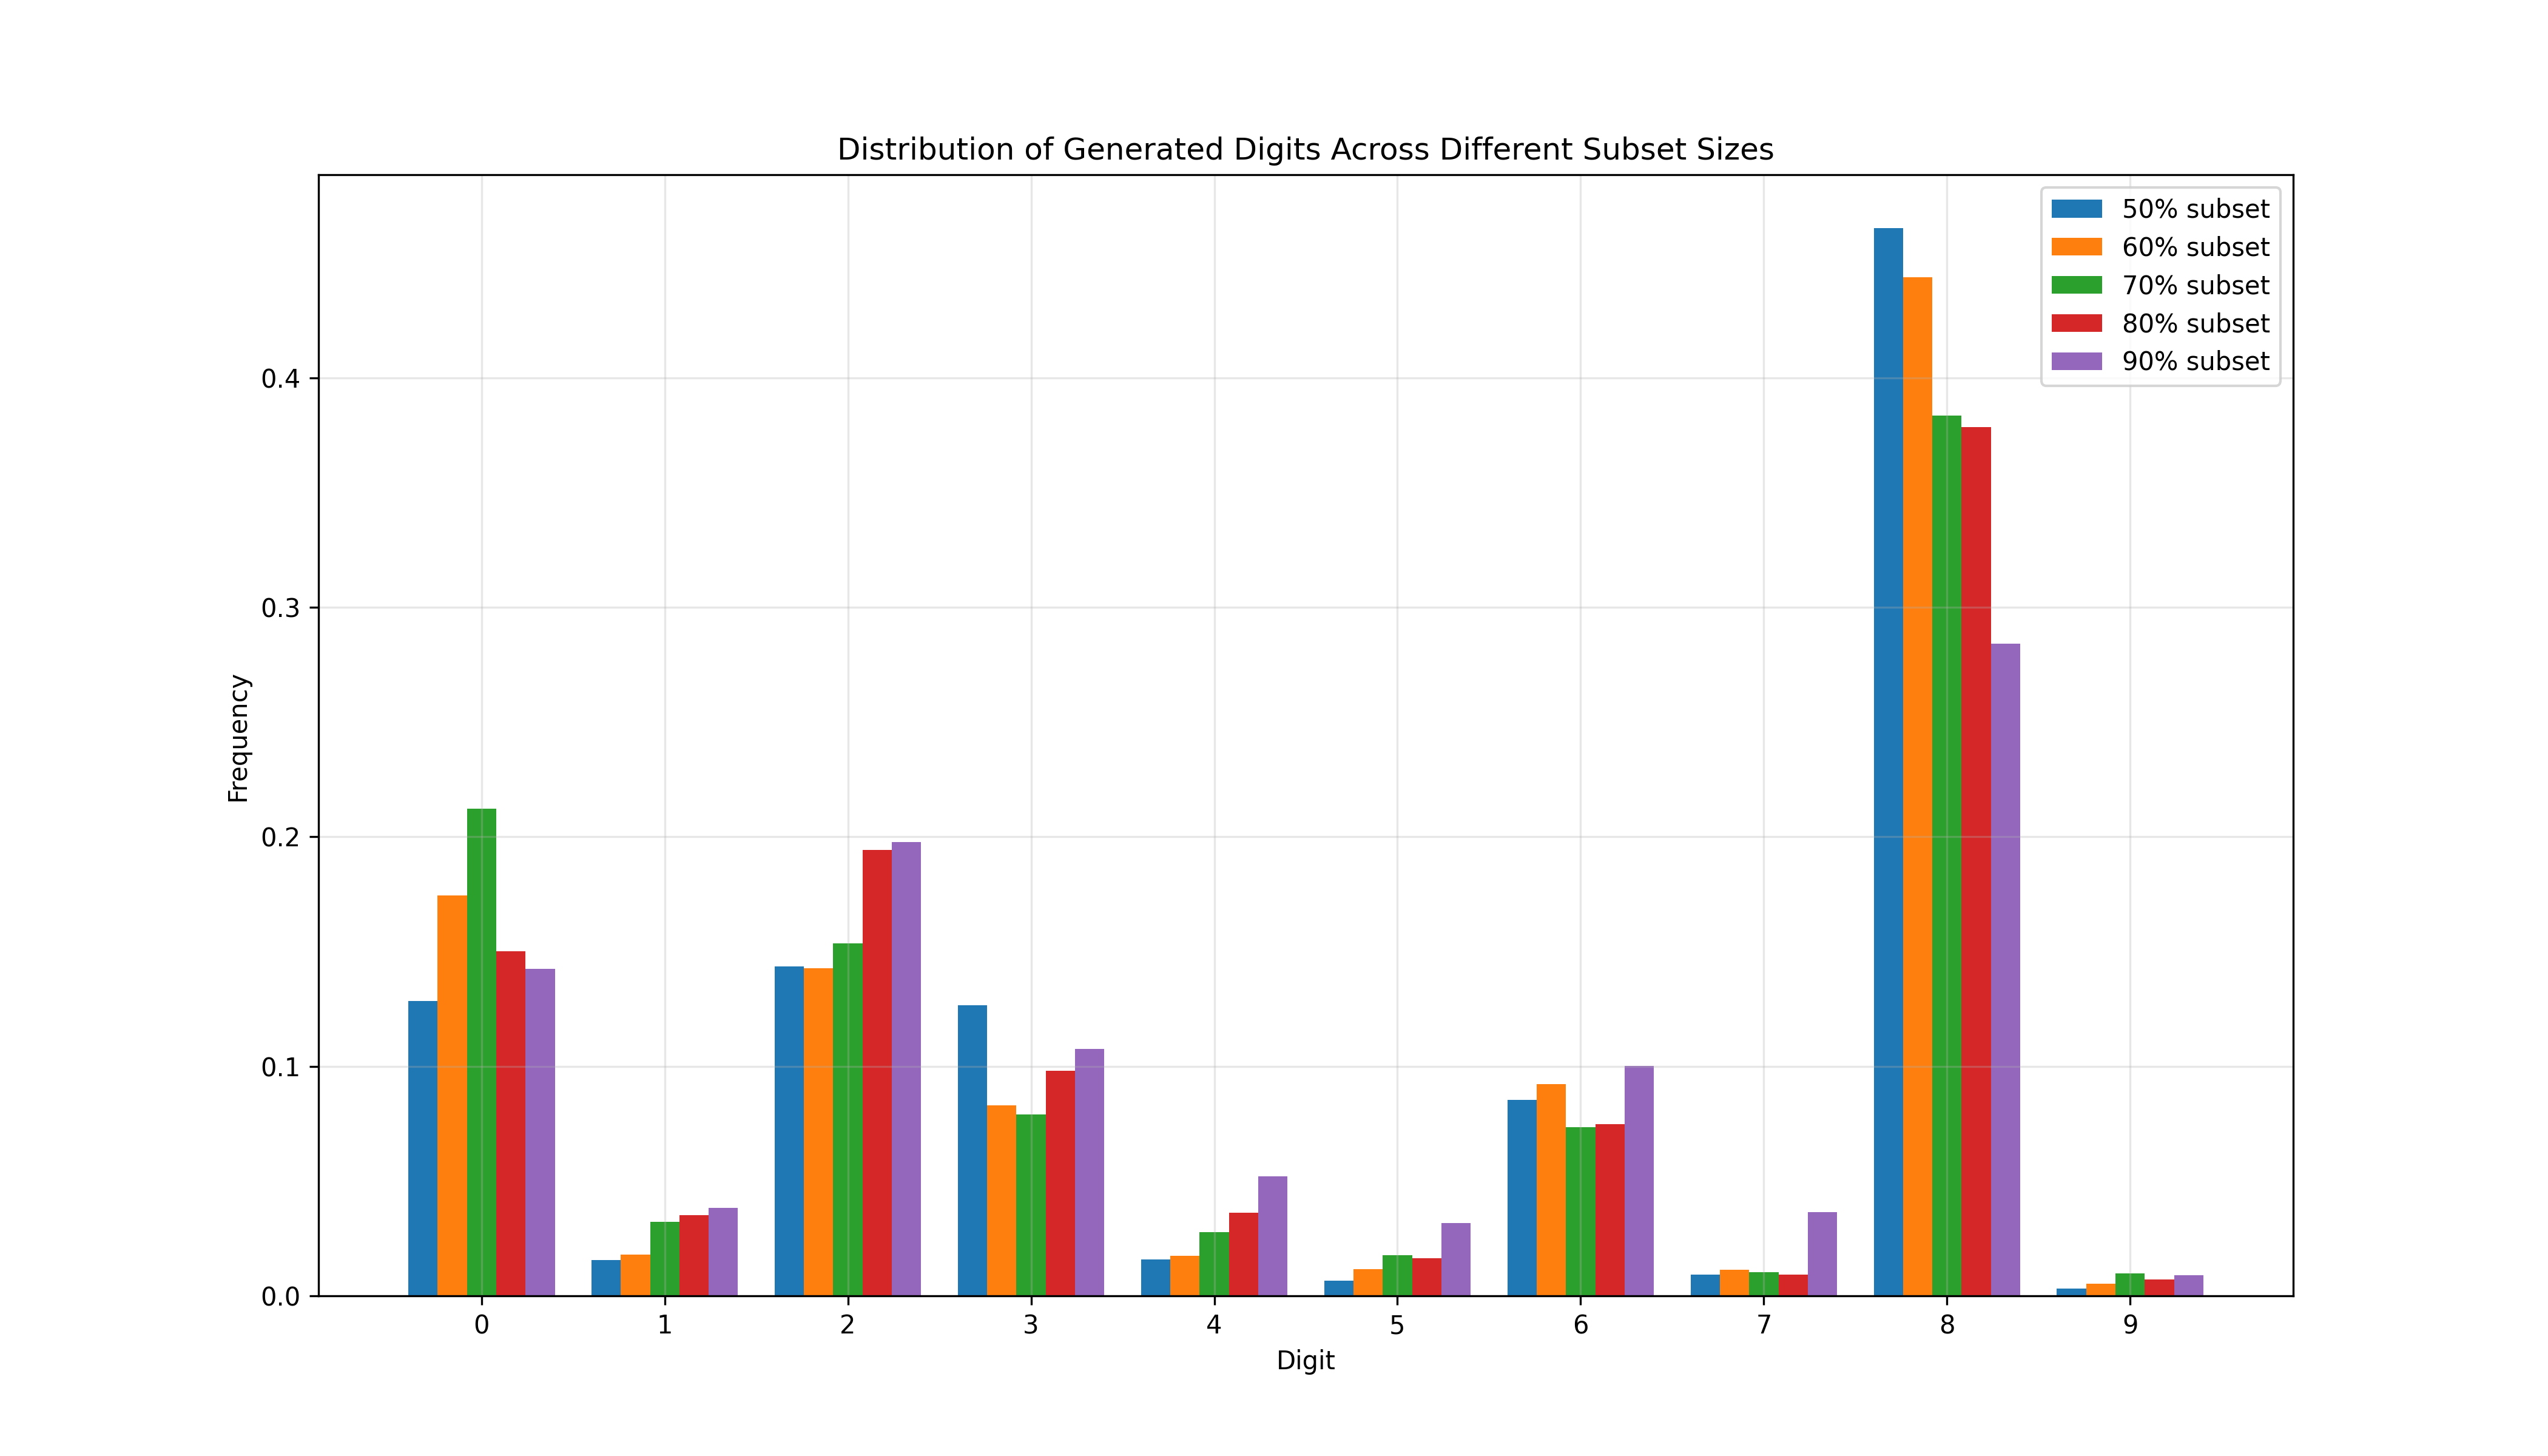 Distribution of Generated Digits Across Different Subset Sizes
50% subset
60% subset
70% subset
80% subset
90% subset
0.4
0.3
0.2
0.1
0.0
Frequency
0 1 2 3 4 5 6 7 8 9
Digit